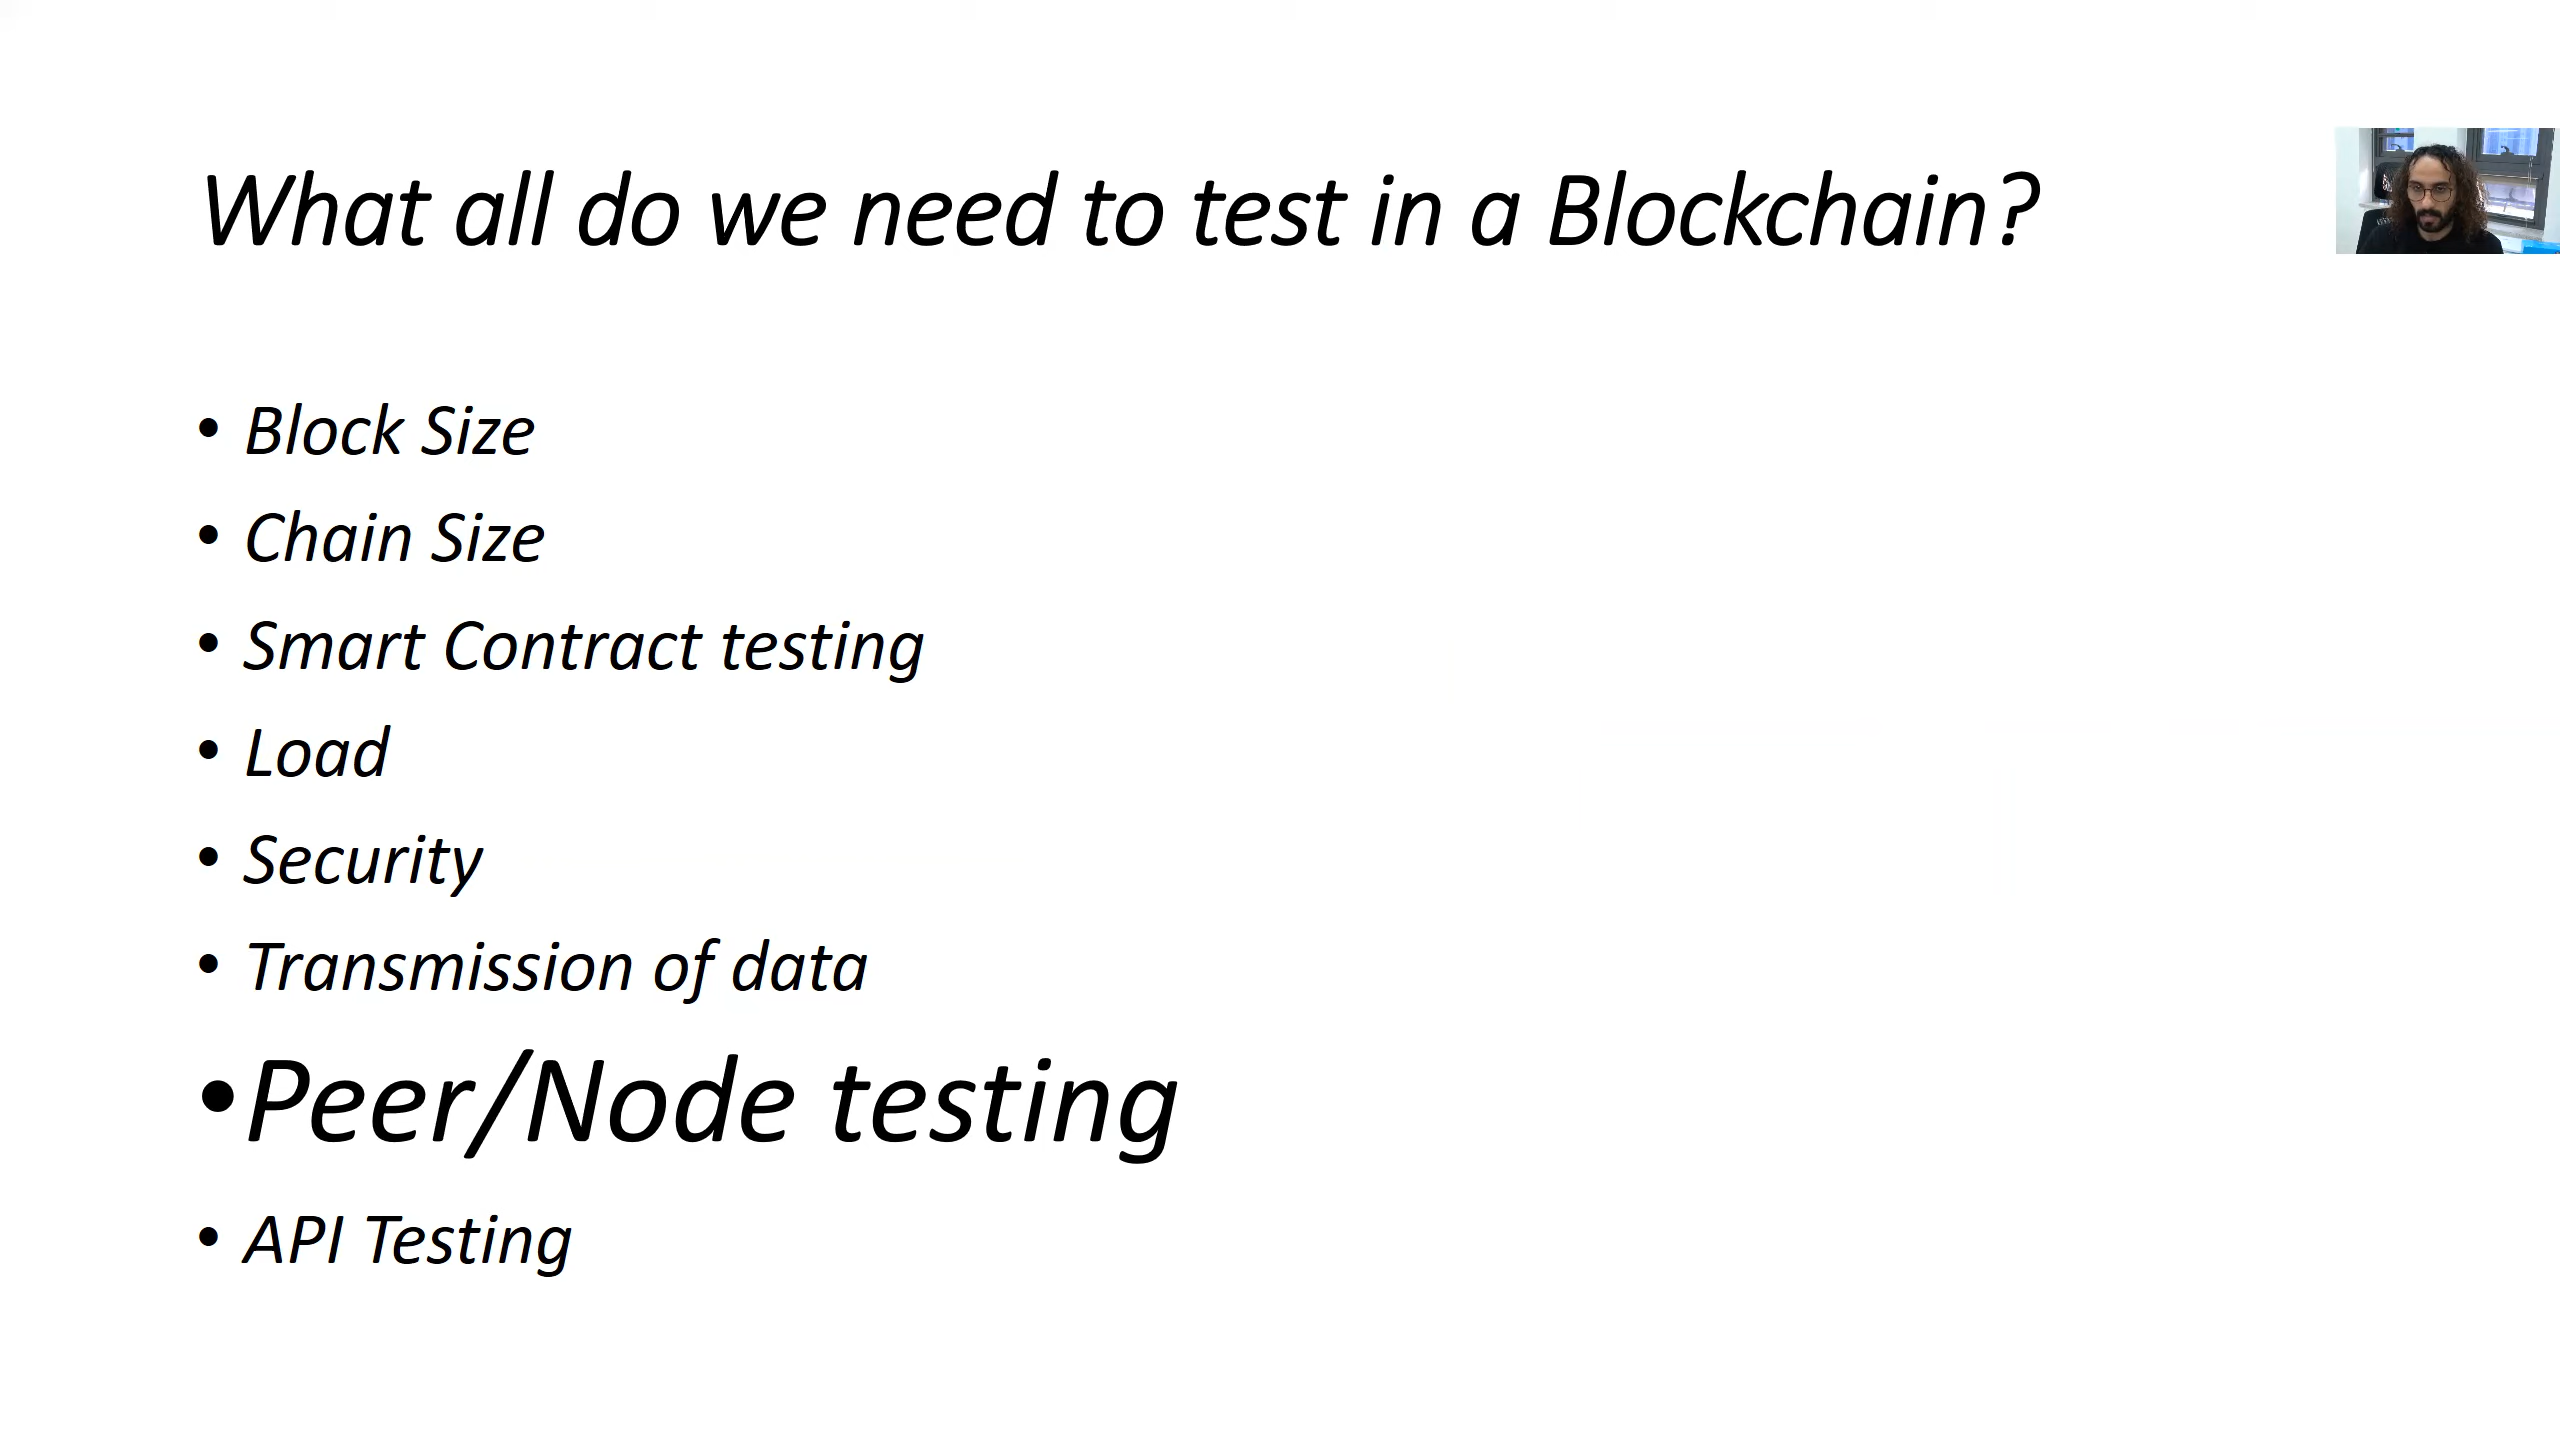 What all do we need to test in a Blockchain?
• Block Size
• Chain Size
• Smart Contract testing
• Load
• Security
• Transmission of data
• Peer/Node testing
• API Testing